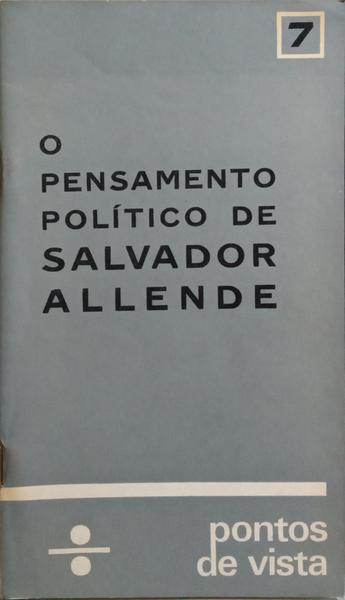 7
O
PENSAMENTO
POLÍTICO DE
SALVADOR
ALLENDE
pontos
de vista